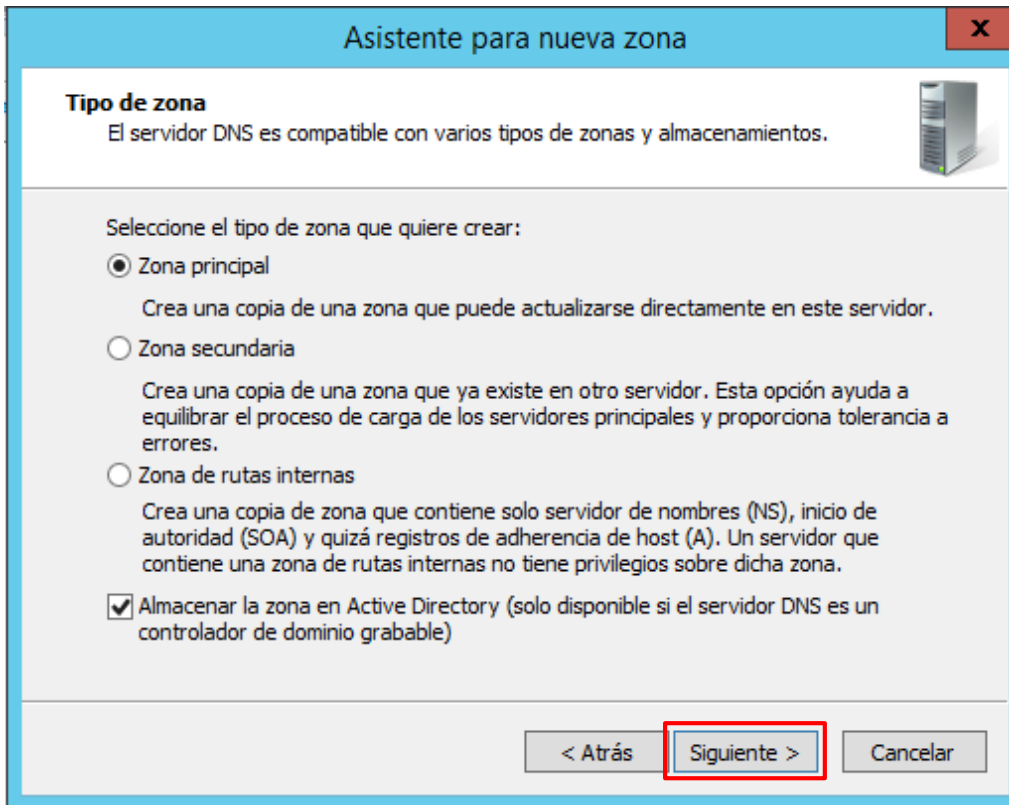 Asistente para nueva zona
x
Tipo de zona
El servidor DNS es compatible con varios tipos de zonas y almacenamientos.
Seleccione el tipo de zona que quiere crear:
Zona principal
Crea una copia de una zona que puede actualizarse directamente en este servidor.
Zona secundaria
Crea una copia de una zona que ya existe en otro servidor. Esta opción ayuda a
equilibrar el proceso de carga de los servidores principales y proporciona tolerancia a
errores.
Zona de rutas internas
Crea una copia de zona que contiene solo servidor de nombres (NS), inicio de
autoridad (SOA) y quizá registros de adherencia de host (A). Un servidor que
contiene una zona de rutas internas no tiene privilegios sobre dicha zona.
Almacenar la zona en Active Directory (solo disponible si el servidor DNS es un
controlador de dominio grabable)
< Atrás
Siguiente >
Cancelar